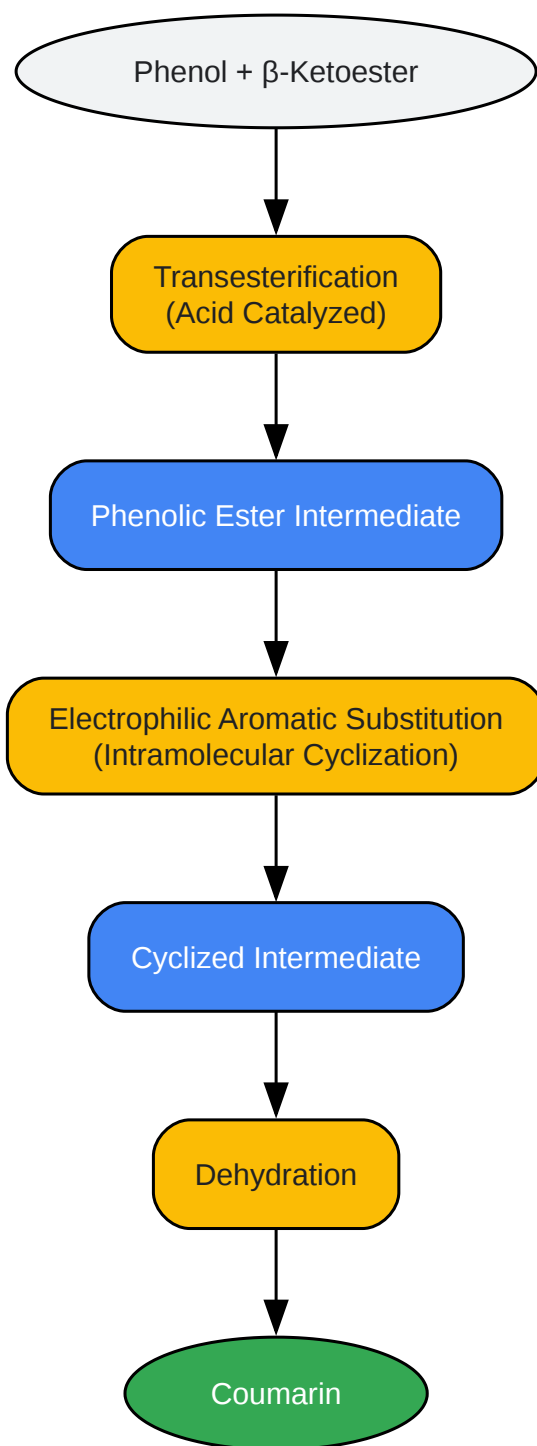 Phenol + β-Ketoester
Transesterification
(Acid Catalyzed)
Phenolic Ester Intermediate
Electrophilic Aromatic Substitution
(Intramolecular Cyclization)
Cyclized Intermediate
Dehydration
Coumarin